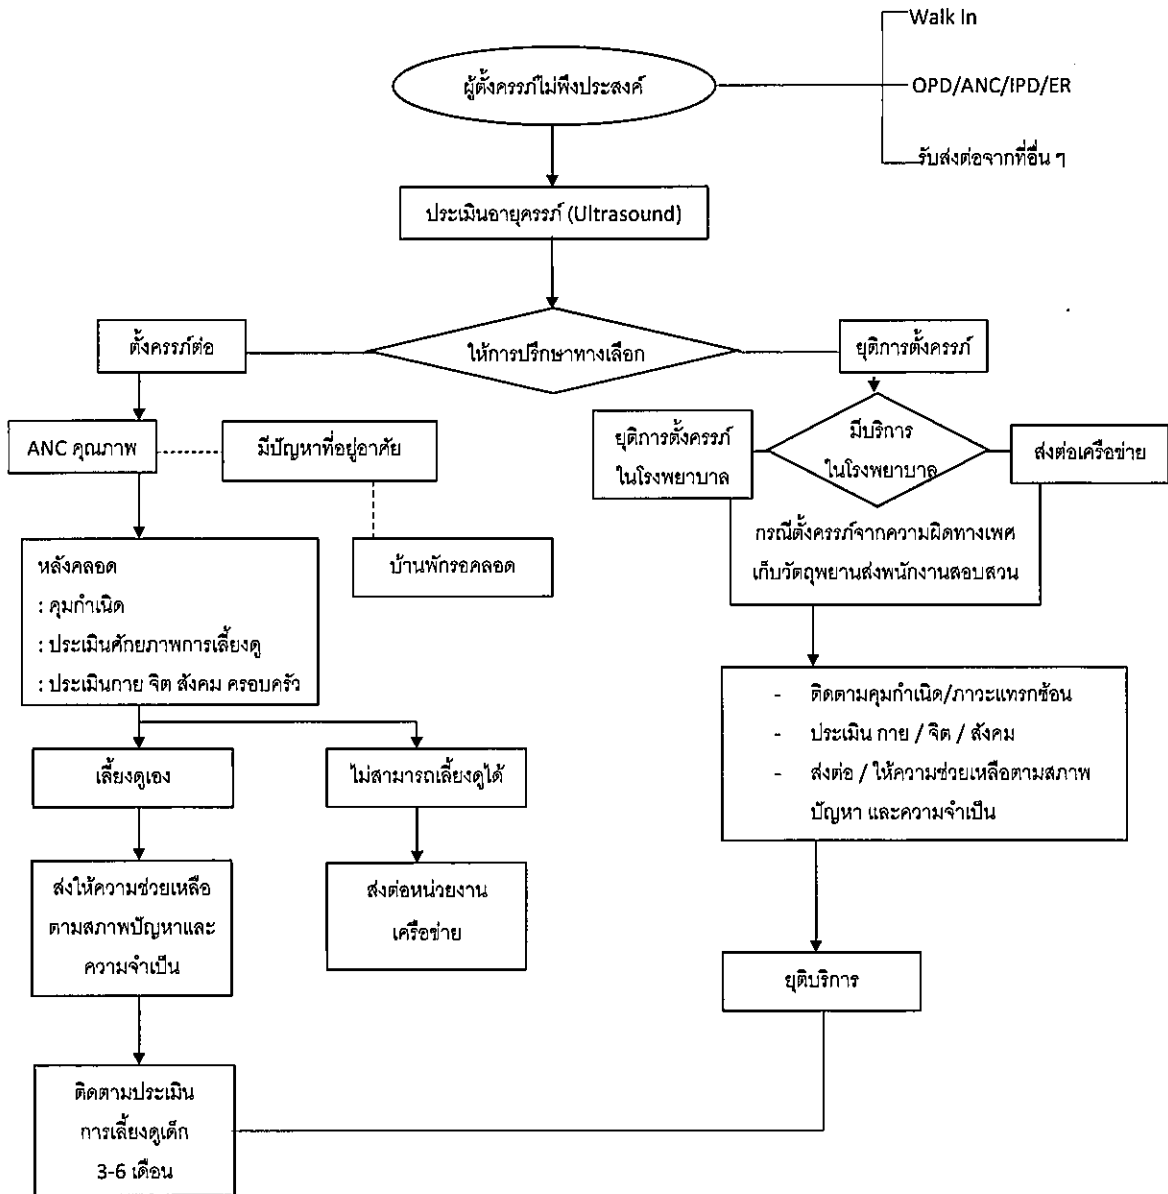 Walk In
ผู้ตั้งครรภ์ไม่พึงประสงค์
OPD/ANC/IPD/ER
รับส่งต่อจากที่อื่น ๆ
ประเมินอายุครรภ์ (Ultrasound)
ตั้งครรภ์ต่อ
ให้การปรึกษาทางเลือก
ยุติการตั้งครรภ์
ANC คุณภาพ
มีปัญหาที่อยู่อาศัย
ยุติการตั้งครรภ์
ในโรงพยาบาล
มีบริการ
ในโรงพยาบาล
ส่งต่อเครือข่าย
บ้านพักรอคลอด
กรณีตั้งครรภ์จากความผิดทางเพศ
เก็บวัตถุพยานส่งพนักงานสอบสวน
หลังคลอด
: คุมกำเนิด
: ประเมินศักยภาพการเลี้ยงดู
: ประเมินกาย จิต สังคม ครอบครัว
- ติดตามคุมกำเนิด/ภาวะแทรกซ้อน
- ประเมิน กาย / จิต / สังคม
- ส่งต่อ / ให้ความช่วยเหลือตามสภาพ
ปัญหา และความจำเป็น
เลี้ยงดูเอง
ไม่สามารถเลี้ยงดูได้
ส่งให้ความช่วยเหลือ
ตามสภาพปัญหาและ
ความจำเป็น
ส่งต่อหน่วยงาน
เครือข่าย
ยุติบริการ
ติดตามประเมิน
การเลี้ยงดูเด็ก
3-6 เดือน